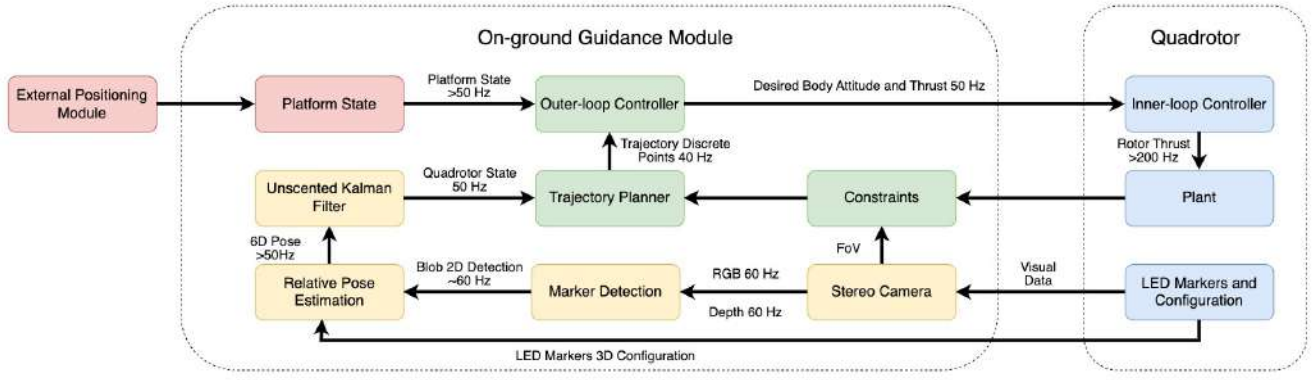 On-ground Guidance Module
Quadrotor
External Positioning
Module
Platform State
Platform State
>50 Hz
Outer-loop Controller
Desired Body Attitude and Thrust 50 Hz
Inner-loop Controller
Trajectory Discrete
Points 40 Hz
Rotor Thrust
>200 Hz
Unscented Kalman
Filter
Quadrotor State
50 Hz
Trajectory Planner
Constraints
Plant
6D Pose
>50Hz
FoV
Relative Pose
Estimation
Blob 2D Detection
~60 Hz
Marker Detection
RGB 60 Hz
Depth 60 Hz
Stereo Camera
Visual
Data
LED Markers and
Configuration
LED Markers 3D Configuration